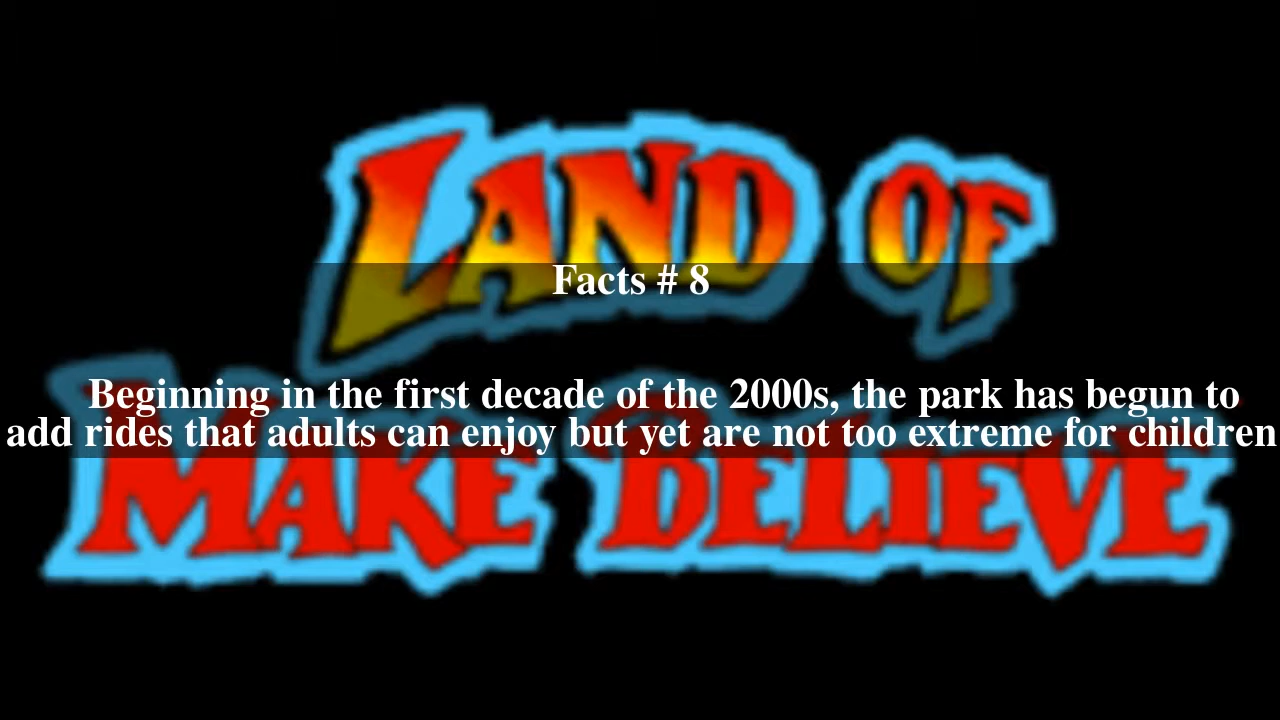 LAND OF
Facts # 8
Beginning in the first decade of the 2000s, the park has begun to
add rides that adults can enjoy but yet are not too extreme for children
MAKE BELIEVE